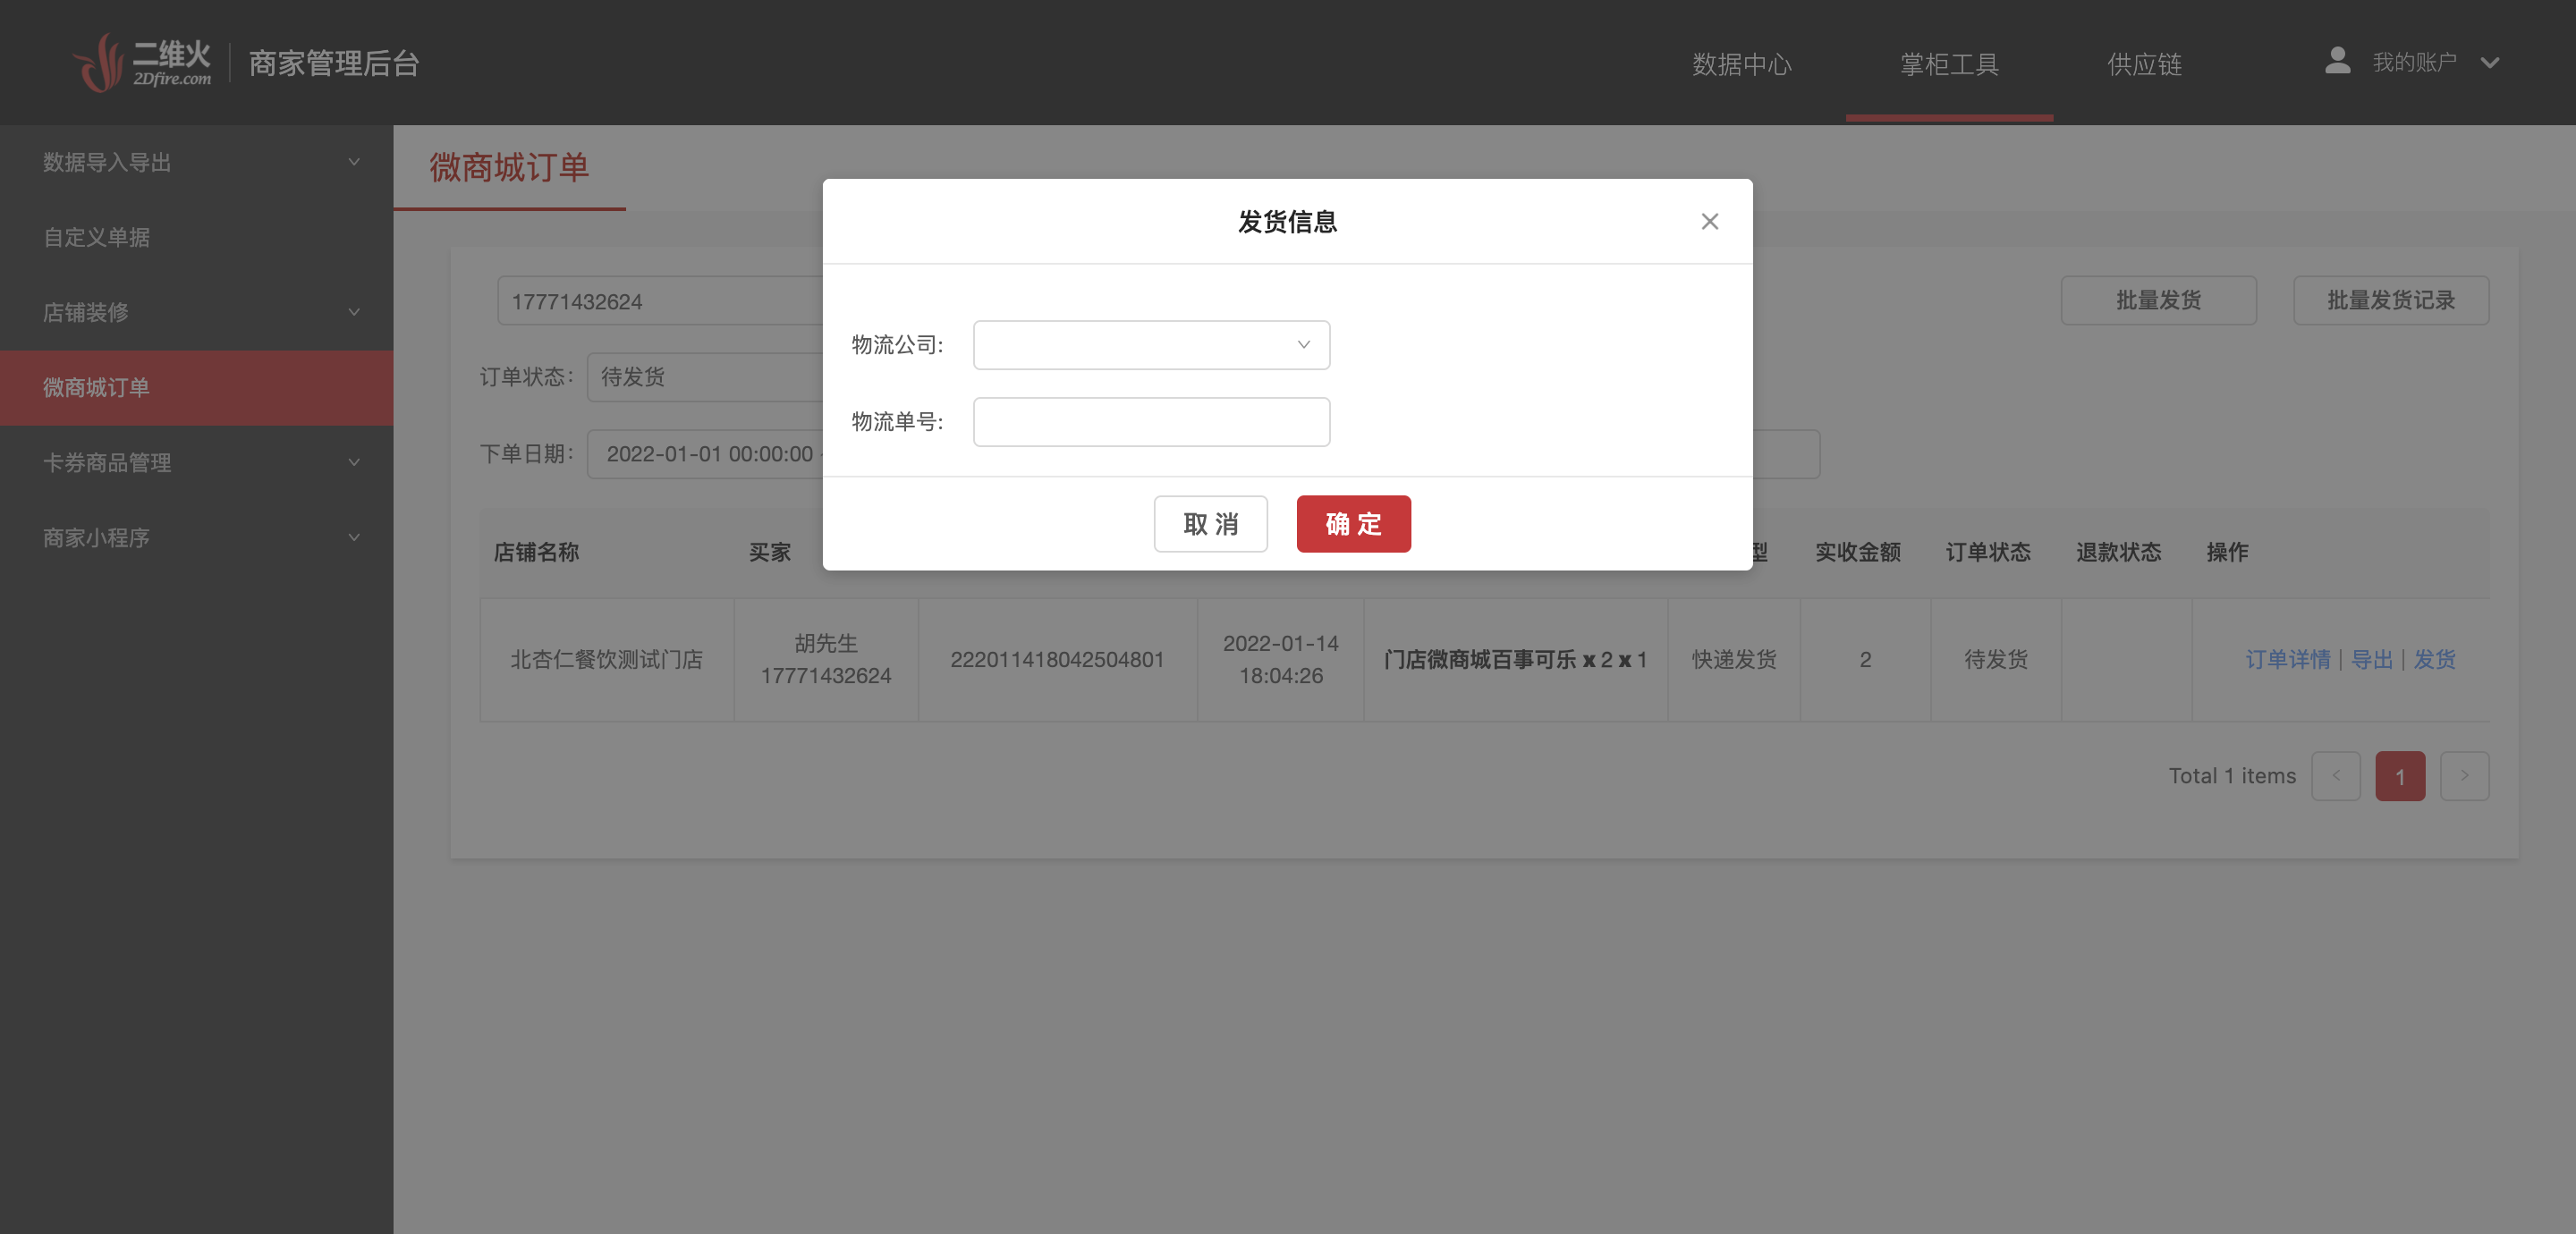 二维火
2Dfire.com
商家管理后台
数据中心
掌柜工具
供应链
我的账户
数据导入导出
自定义单据
店铺装修
微商城订单
卡券商品管理
商家小程序
微商城订单
17771432624
批量发货
批量发货记录
订单状态:
待发货
下单日期:
2022-01-01 00:00:00
发货信息
物流公司:
物流单号:
取 消
确 定
店铺名称
买家
型
实收金额
订单状态
退款状态
操作
北杏仁餐饮测试门店
胡先生
17771432624
222011418042504801
2022-01-14
18:04:26
门店微商城百事可乐 x 2 x 1
快递发货
2
待发货
订单详情 | 导出 | 发货
Total 1 items
<
1
>